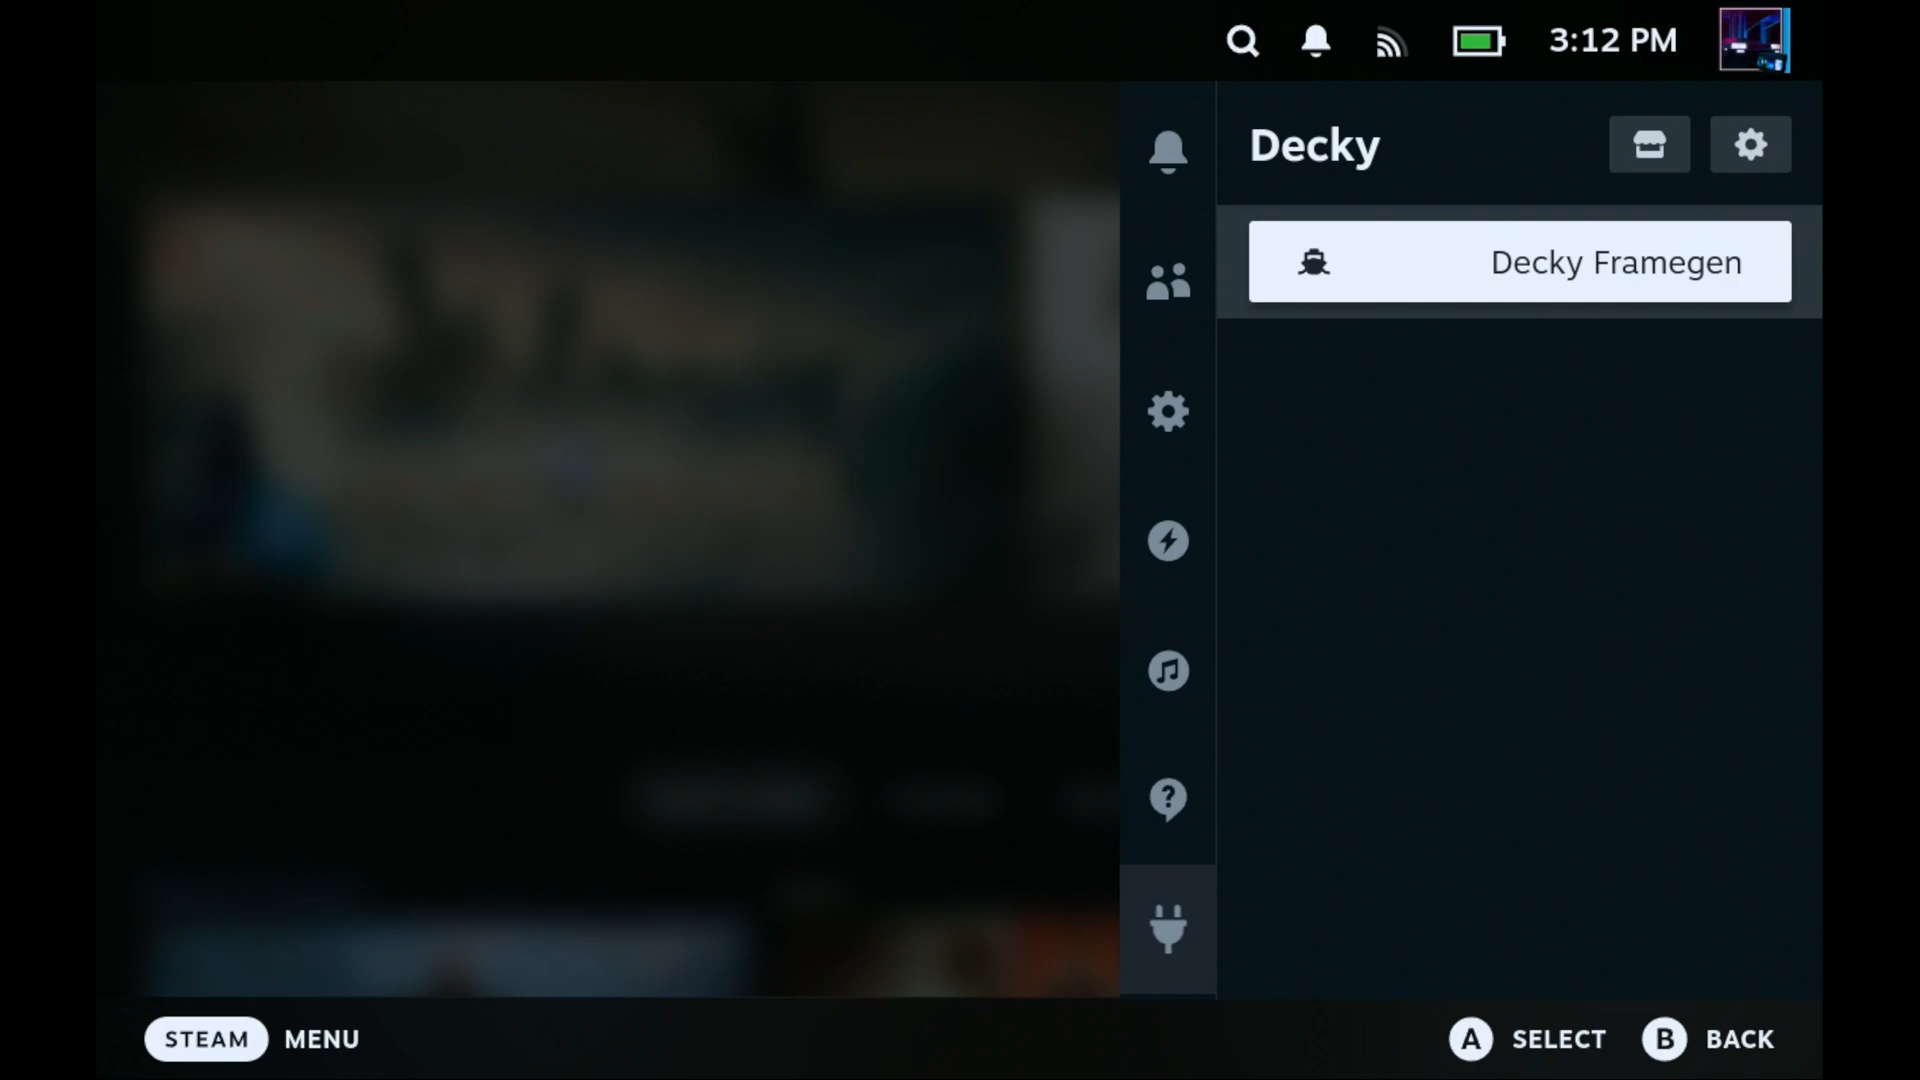 3:12 PM
Decky
Decky Framegen
STEAM MENU
A SELECT B BACK